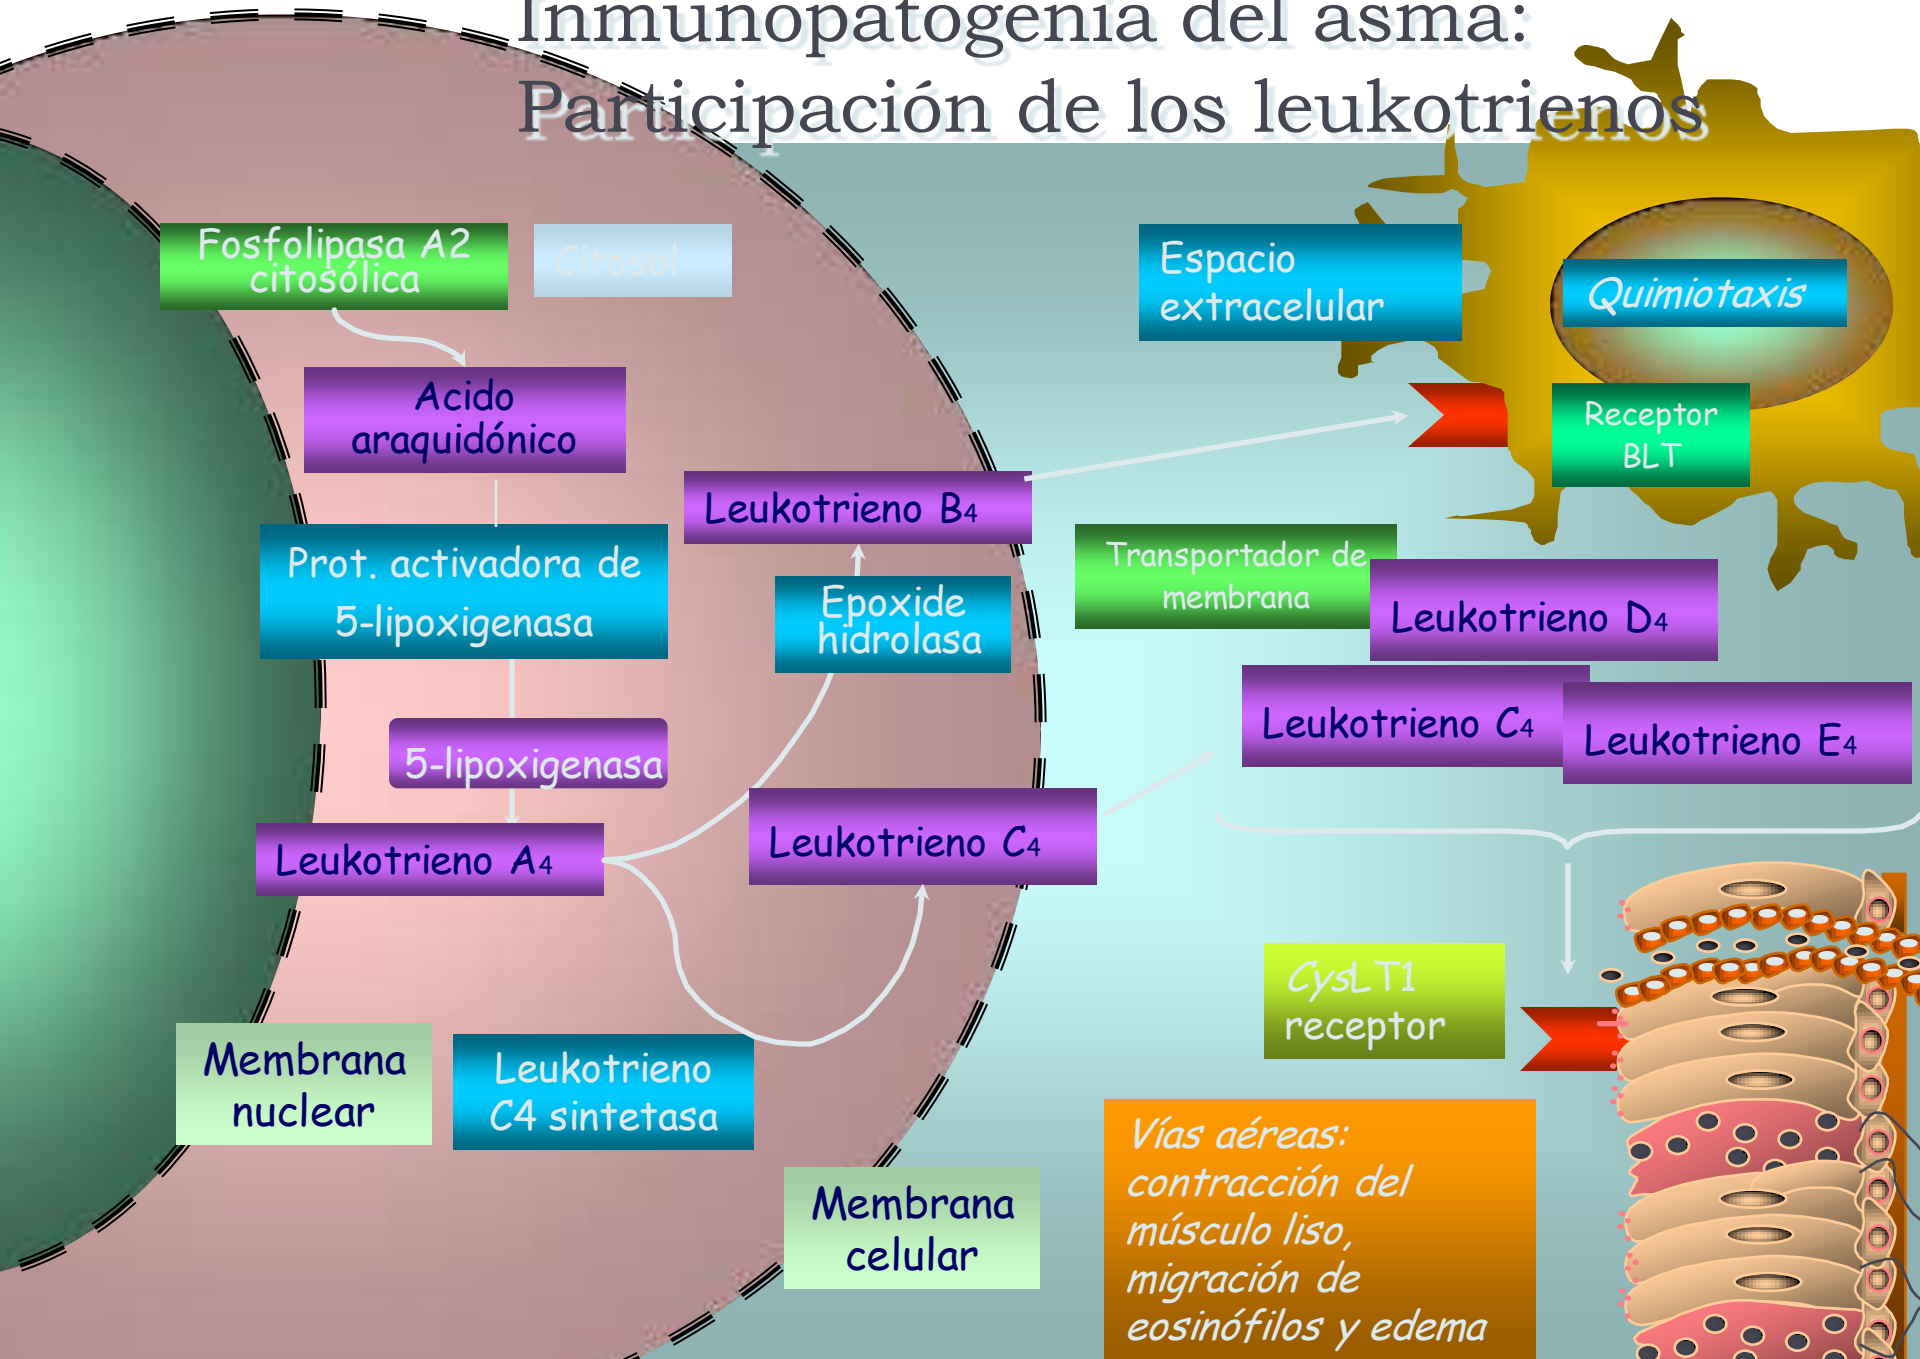 Inmunopatogenia del asma:
Participación de los leukotrienos
Fosfolipasa A2
citosólica
Citosol
Espacio
extracelular
Quimiotaxis
Acido
araquidónico
Receptor
BLT
Leukotrieno B4
Prot. activadora de
5-lipoxigenasa
Epoxide
hidrolasa
Transportador de
membrana
Leukotrieno D4
Leukotrieno C4
Leukotrieno E4
5-lipoxigenasa
Leukotrieno A4
Leukotrieno C4
CysLT1
receptor
Membrana
nuclear
Leukotrieno
C4 sintetasa
Membrana
celular
Vías aéreas:
contracción del
músculo liso,
migración de
eosinófilos y edema